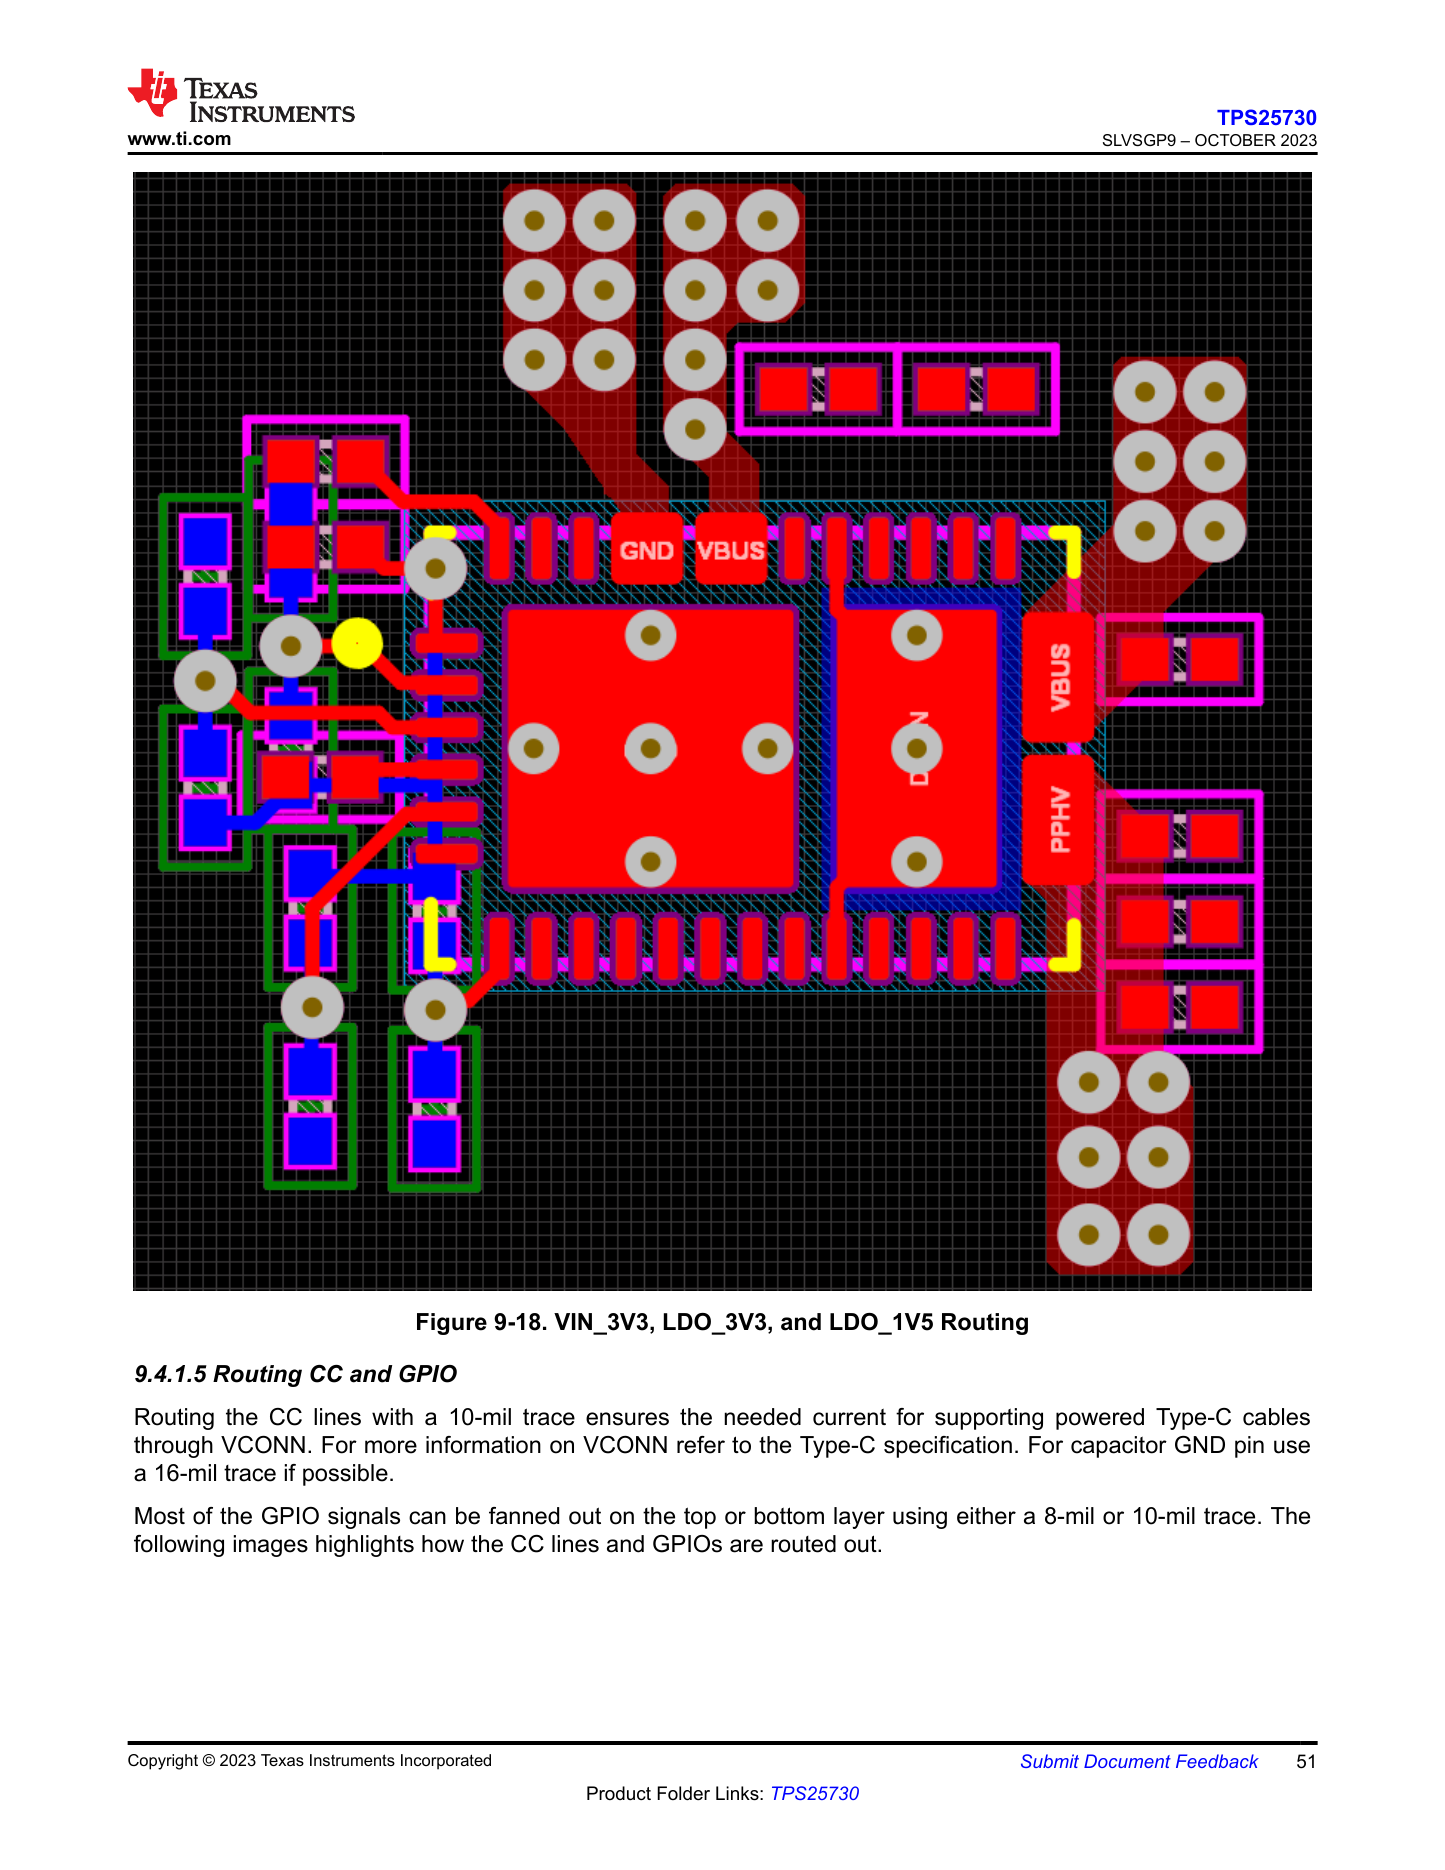 TEXAS
INSTRUMENTS
www.ti.com
TPS25730
SLVSGP9 – OCTOBER 2023
GND
VBUS
VBUS
PPHV
Figure 9-18. VIN_3V3, LDO_3V3, and LDO_1V5 Routing
9.4.1.5 Routing CC and GPIO
Routing the CC lines with a 10-mil trace ensures the needed current for supporting powered Type-C cables
through VCONN. For more information on VCONN refer to the Type-C specification. For capacitor GND pin use
a 16-mil trace if possible.
Most of the GPIO signals can be fanned out on the top or bottom layer using either a 8-mil or 10-mil trace. The
following images highlights how the CC lines and GPIOs are routed out.
Copyright © 2023 Texas Instruments Incorporated
Submit Document Feedback 51
Product Folder Links: TPS25730